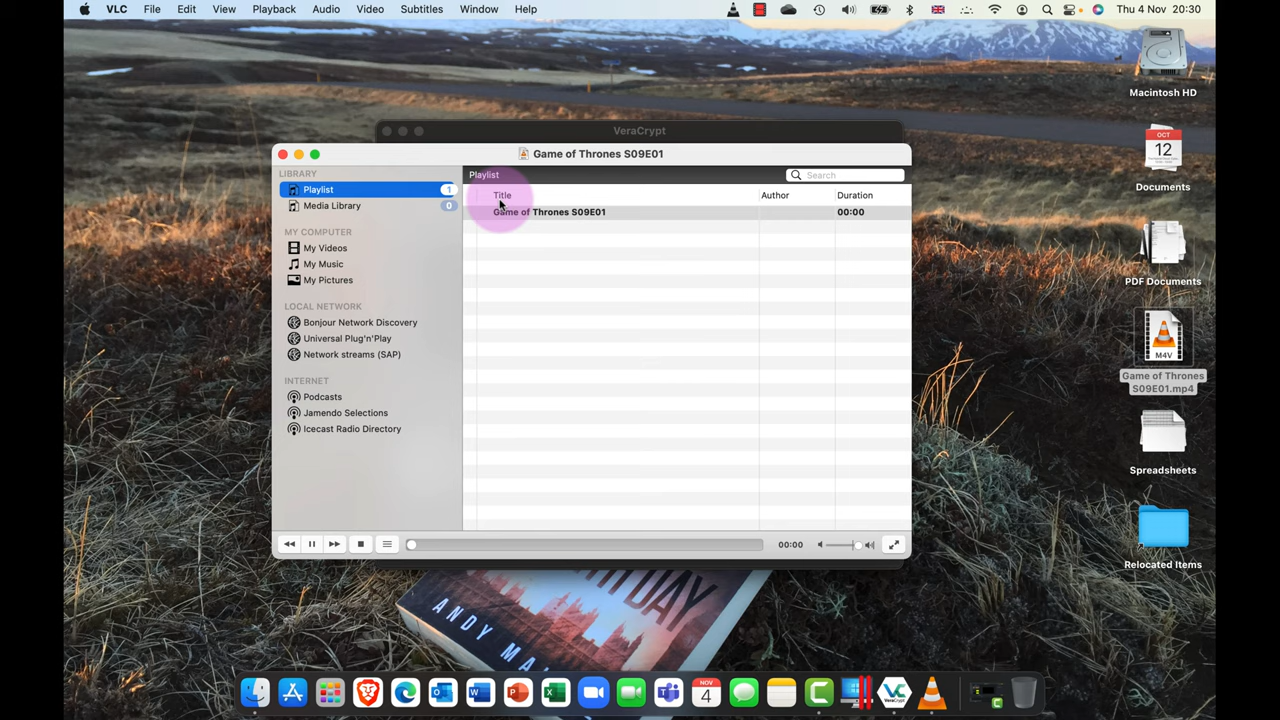 VLC File Edit View Playback Audio Video Subtitles Window Help Thu 4 Nov 20:30
Macintosh HD
OCT
12
Documents
PDF Documents
M4V
Game of Thrones
S09E01.mp4
Spreadsheets
Relocated Items
VeraCrypt
Game of Thrones S09E01
LIBRARY
Playlist 1
Media Library 0
MY COMPUTER
My Videos
My Music
My Pictures
LOCAL NETWORK
Bonjour Network Discovery
Universal Plug'n'Play
Network streams (SAP)
INTERNET
Podcasts
Jamendo Selections
Icecast Radio Directory
Playlist Search
Title Author Duration
Game of Thrones S09E01 00:00
00:00
ANDY
NOV
4